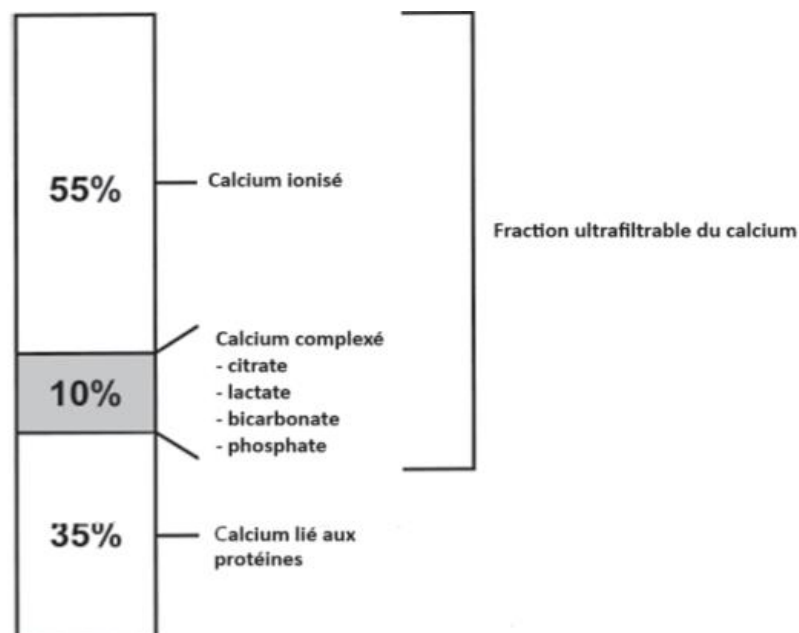 55%
Calcium ionisé
Fraction ultrafiltrable du calcium
Calcium complexé
- citrate
- lactate
- bicarbonate
- phosphate
10%
35%
Calcium lié aux
protéines